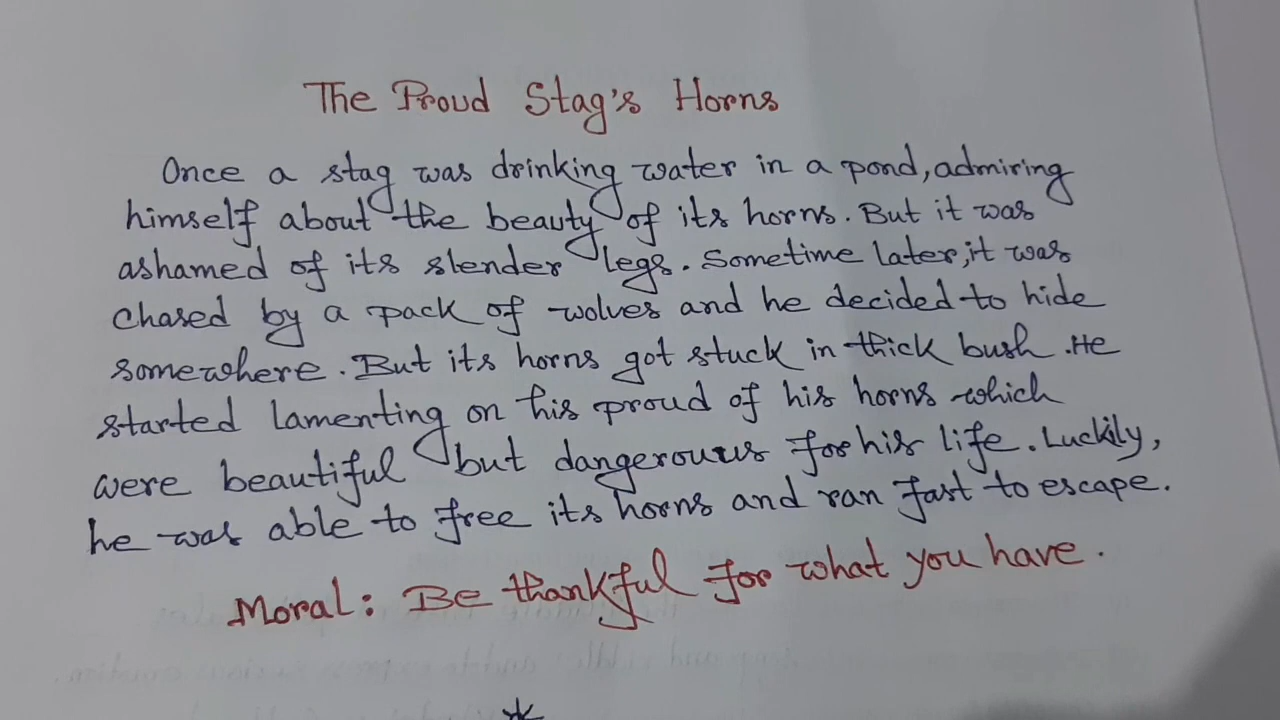 The Proud Stag's Horns
Once a stag was drinking water in a pond, admiring
himself about the beauty of its horns. But it was
ashamed of its slender legs. Sometime later, it was
chased by a pack of wolves and he decided to hide
somewhere. But its horns got stuck in thick bush. He
started lamenting on his proud of his horns which
were beautiful but dangerouus for his life. Luckily,
he was able to free its horns and ran fast to escape.
Moral: Be thankful for what you have.